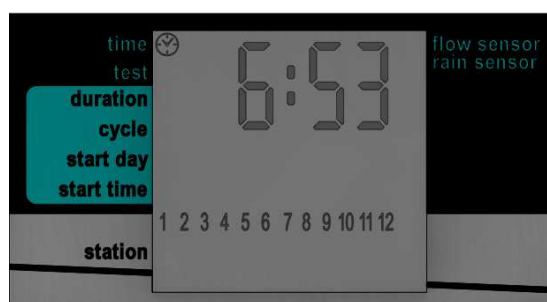 time
6:53
flow sensor
test
rain sensor
duration
cycle
start day
start time
1 2 3 4 5 6 7 8 9 10 11 12
station